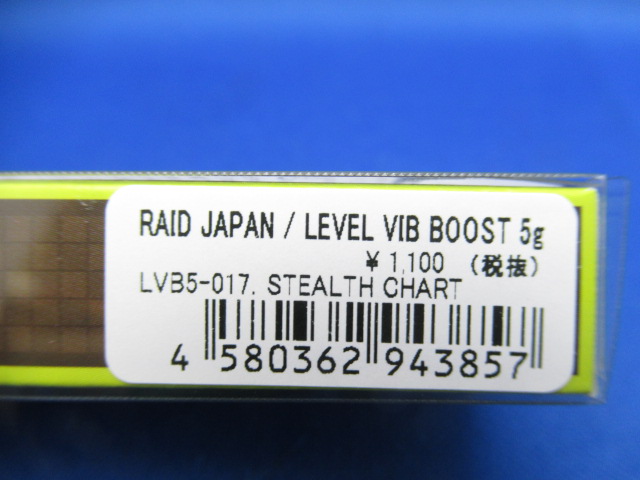 RAID JAPAN / LEVEL VIB BOOST 5g
¥ 1,100 (税抜)
LVB5-017. STEALTH CHART
4 580362 943857